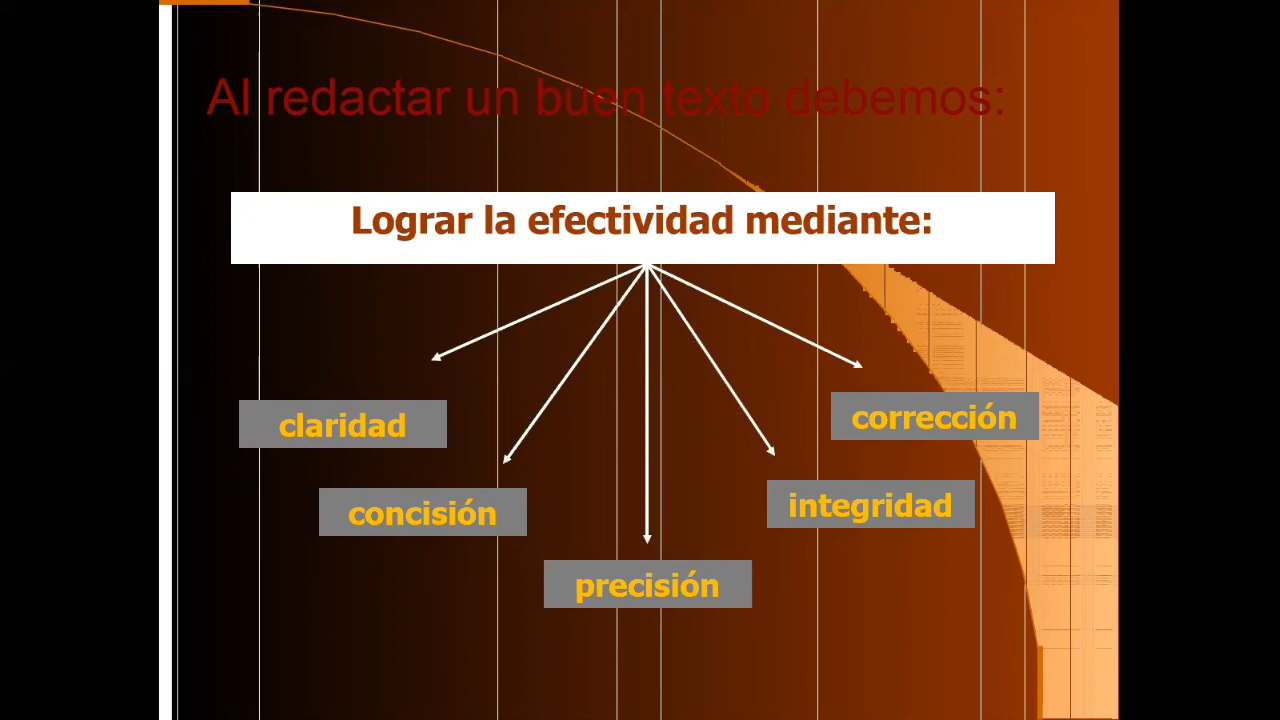 Al redactar un buen texto debemos:
Lograr la efectividad mediante:
claridad
concisión
precisión
integridad
corrección